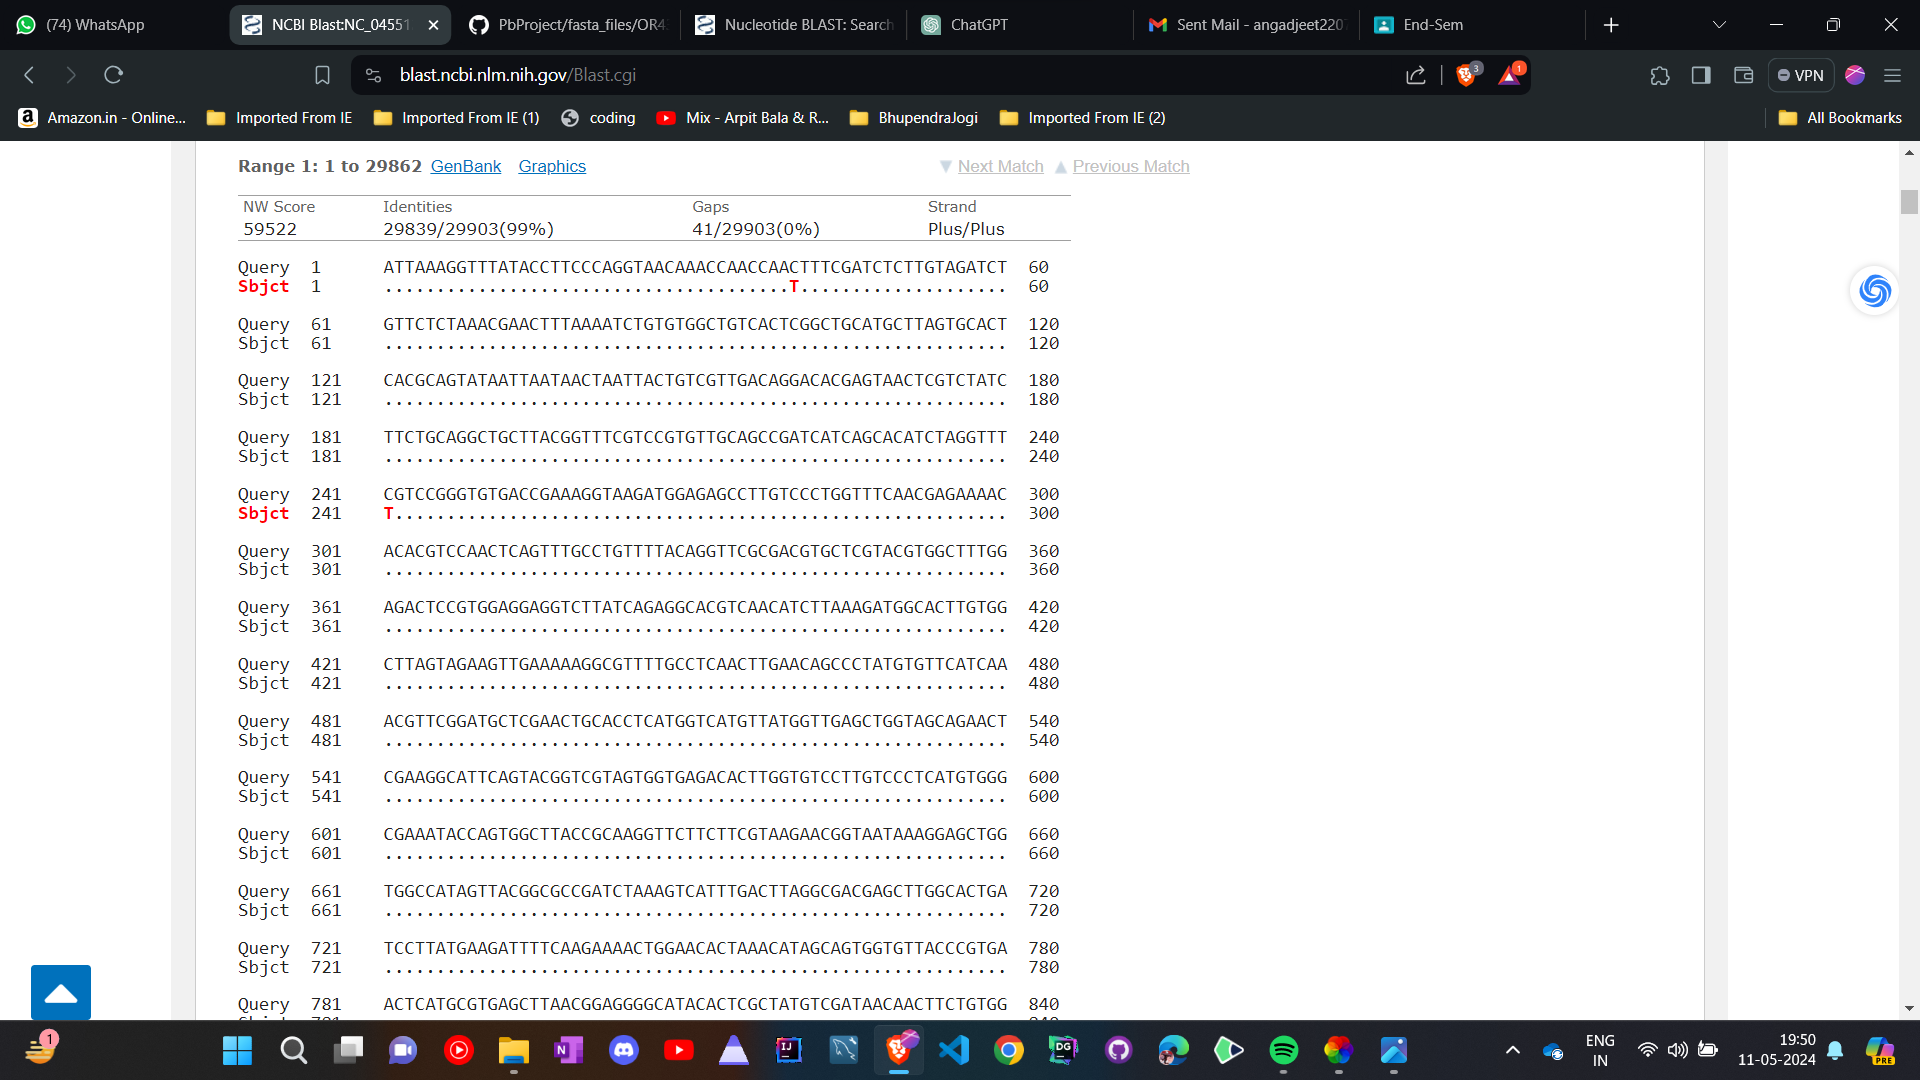 (74) WhatsApp
NCBI Blast:NC_04551
PbProject/fasta_files/OR4
Nucleotide BLAST: Search
ChatGPT
Sent Mail - angadjeet220
End-Sem
blast.ncbi.nlm.nih.gov/Blast.cgi
3
1
VPN
Amazon.in - Online...
Imported From IE
Imported From IE (1)
coding
Mix - Arpit Bala & R...
BhupendraJogi
Imported From IE (2)
All Bookmarks
Range 1: 1 to 29862 GenBank Graphics
Next Match Previous Match
NW Score Identities Gaps Strand
59522 29839/29903(99%) 41/29903(0%) Plus/Plus
Query 1 ATTAAAGGTTTATACCTTCCCAGGTAACAAACCAACCAACTTTCGATCTCTTGTAGATCT 60
Sbjct 1 .......................................T.................... 60
Query 61 GTTCTCTAAACGAACTTTAAAATCTGTGTGGCTGTCACTCGGCTGCATGCTTAGTGCACT 120
Sbjct 61 ............................................................ 120
Query 121 CACGCAGTATAATTAATAACTAATTACTGTCGTTGACAGGACACGAGTAACTCGTCTATC 180
Sbjct 121 ............................................................ 180
Query 181 TTCTGCAGGCTGCTTACGGTTTCGTCCGTGTTGCAGCCGATCATCAGCACATCTAGGTTT 240
Sbjct 181 ............................................................ 240
Query 241 CGTCCGGGTGTGACCGAAAGGTAAGATGGAGAGCCTTGTCCCTGGTTTCAACGAGAAAAC 300
Sbjct 241 T........................................................... 300
Query 301 ACACGTCCAACTCAGTTTGCCTGTTTTACAGGTTCGCGACGTGCTCGTACGTGGCTTTGG 360
Sbjct 301 ............................................................ 360
Query 361 AGACTCCGTGGAGGAGGTCTTATCAGAGGCACGTCAACATCTTAAAGATGGCACTTGTGG 420
Sbjct 361 ............................................................ 420
Query 421 CTTAGTAGAAGTTGAAAAAGGCGTTTTGCCTCAACTTGAACAGCCCTATGTGTTCATCAA 480
Sbjct 421 ............................................................ 480
Query 481 ACGTTCGGATGCTCGAACTGCACCTCATGGTCATGTTATGGTTGAGCTGGTAGCAGAACT 540
Sbjct 481 ............................................................ 540
Query 541 CGAAGGCATTCAGTACGGTCGTAGTGGTGAGACACTTGGTGTCCTTGTCCCTCATGTGGG 600
Sbjct 541 ............................................................ 600
Query 601 CGAAATACCAGTGGCTTACCGCAAGGTTCTTCTTCGTAAGAACGGTAATAAAGGAGCTGG 660
Sbjct 601 ............................................................ 660
Query 661 TGGCCATAGTTACGGCGCCGATCTAAAGTCATTTGACTTAGGCGACGAGCTTGGCACTGA 720
Sbjct 661 ............................................................ 720
Query 721 TCCTTATGAAGATTTTCAAGAAAACTGGAACACTAAACATAGCAGTGGTGTTACCCGTGA 780
Sbjct 721 ............................................................ 780
Query 781 ACTCATGCGTGAGCTTAACGGAGGGGCATACACTCGCTATGTCGATAACAACTTCTGTGG 840
1
ENG
IN
19:50
11-05-2024
PRE